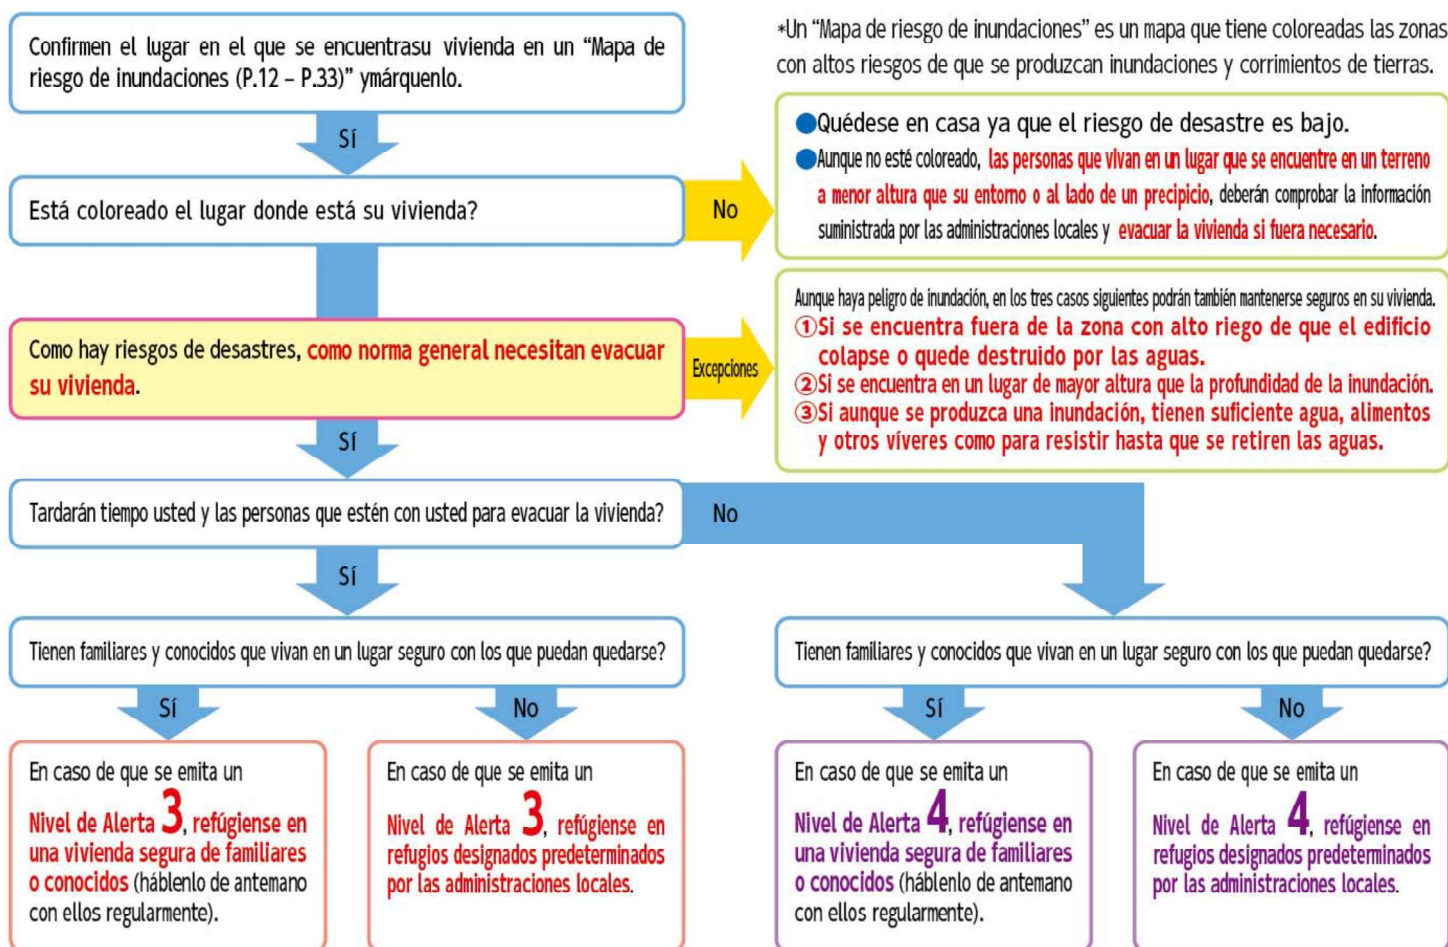 Confirmen el lugar en el que se encuentrasu vivienda en un “Mapa de
riesgo de inundaciones (P.12 – P.33)” ymárquenlo.
*Un “Mapa de riesgo de inundaciones” es un mapa que tiene coloreadas las zonas
con altos riesgos de que se produzcan inundaciones y corrimientos de tierras.
Sí
Está coloreado el lugar donde está su vivienda?
No
●Quédese en casa ya que el riesgo de desastre es bajo.
●Aunque no esté coloreado, las personas que vivan en un lugar que se encuentre en un terreno
a menor altura que su entorno o al lado de un precipicio, deberán comprobar la información
suministrada por las administraciones locales y evacuar la vivienda si fuera necesario.
Como hay riesgos de desastres, como norma general necesitan evacuar
su vivienda.
Excepciones
Aunque haya peligro de inundación, en los tres casos siguientes podrán también mantenerse seguros en su vivienda.
①Si se encuentra fuera de la zona con alto riego de que el edificio
colapse o quede destruido por las aguas.
②Si se encuentra en un lugar de mayor altura que la profundidad de la inundación.
③Si aunque se produzca una inundación, tienen suficiente agua, alimentos
y otros víveres como para resistir hasta que se retiren las aguas.
Sí
Tardarán tiempo usted y las personas que estén con usted para evacuar la vivienda?
No
Sí
Tienen familiares y conocidos que vivan en un lugar seguro con los que puedan quedarse?
Sí
No
En caso de que se emita un
Nivel de Alerta 3, refúgiense en
una vivienda segura de familiares
o conocidos (háblenlo de antemano
con ellos regularmente).
En caso de que se emita un
Nivel de Alerta 3, refúgiense en
refugios designados predeterminados
por las administraciones locales.
Tienen familiares y conocidos que vivan en un lugar seguro con los que puedan quedarse?
Sí
No
En caso de que se emita un
Nivel de Alerta 4, refúgiense en
una vivienda segura de familiares
o conocidos (háblenlo de antemano
con ellos regularmente).
En caso de que se emita un
Nivel de Alerta 4, refúgiense en
refugios designados predeterminados
por las administraciones locales.